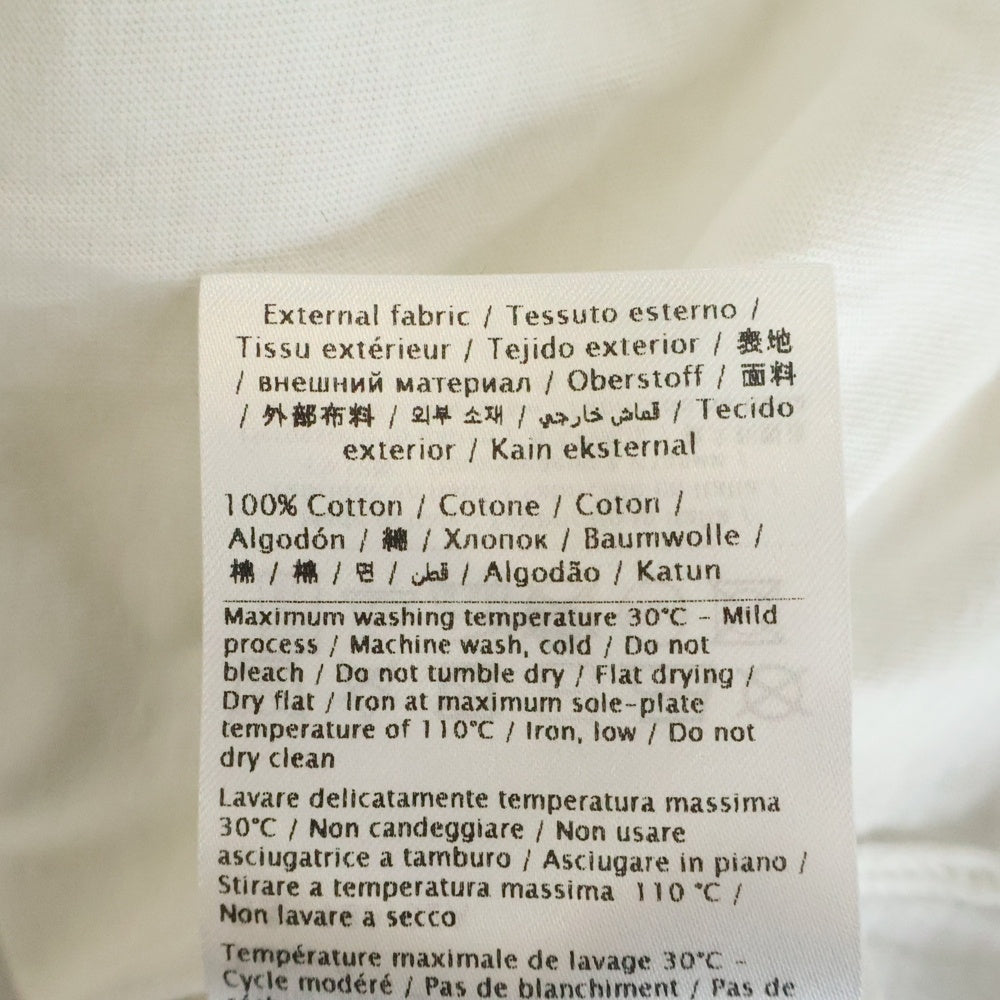 External fabric / Tessuto esterno /
Tissu extérieur / Tejido exterior / 表地
/ внешний материал / Oberstoff / 面料
/ 外部布料 / 외부 소재 / قماش خارجي / Tecido
exterior / Kain eksternal
100% Cotton / Cotone / Coton /
Algodón / 綿 / Хлопок / Baumwolle /
棉 / 棉 / 면 / قطن / Algodão / Katun
Maximum washing temperature 30°C - Mild
process / Machine wash, cold / Do not
bleach / Do not tumble dry / Flat drying /
Dry flat / Iron at maximum sole-plate
temperature of 110°C / Iron, low / Do not
dry clean
Lavare delicatamente temperatura massima
30°C / Non candeggiare / Non usare
asciugatrice a tamburo / Asciugare in piano /
Stirare a temperatura massima 110 °C /
Non lavare a secco
Température maximale de lavage 30°C -
Cycle modéré / Pas de blanchiment / Pas de